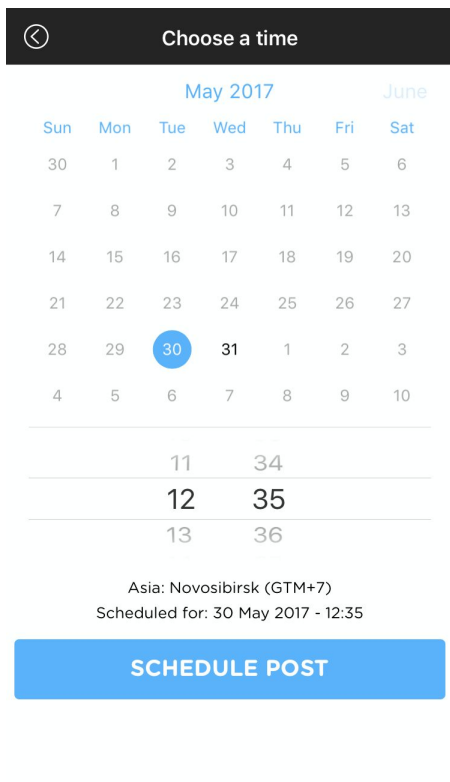 Choose a time
May 2017 June
Sun Mon Tue Wed Thu Fri Sat
30 1 2 3 4 5 6
7 8 9 10 11 12 13
14 15 16 17 18 19 20
21 22 23 24 25 26 27
28 29 30 31 1 2 3
4 5 6 7 8 9 10
11 34
12 35
13 36
Asia: Novosibirsk (GTM+7)
Scheduled for: 30 May 2017 - 12:35
SCHEDULE POST